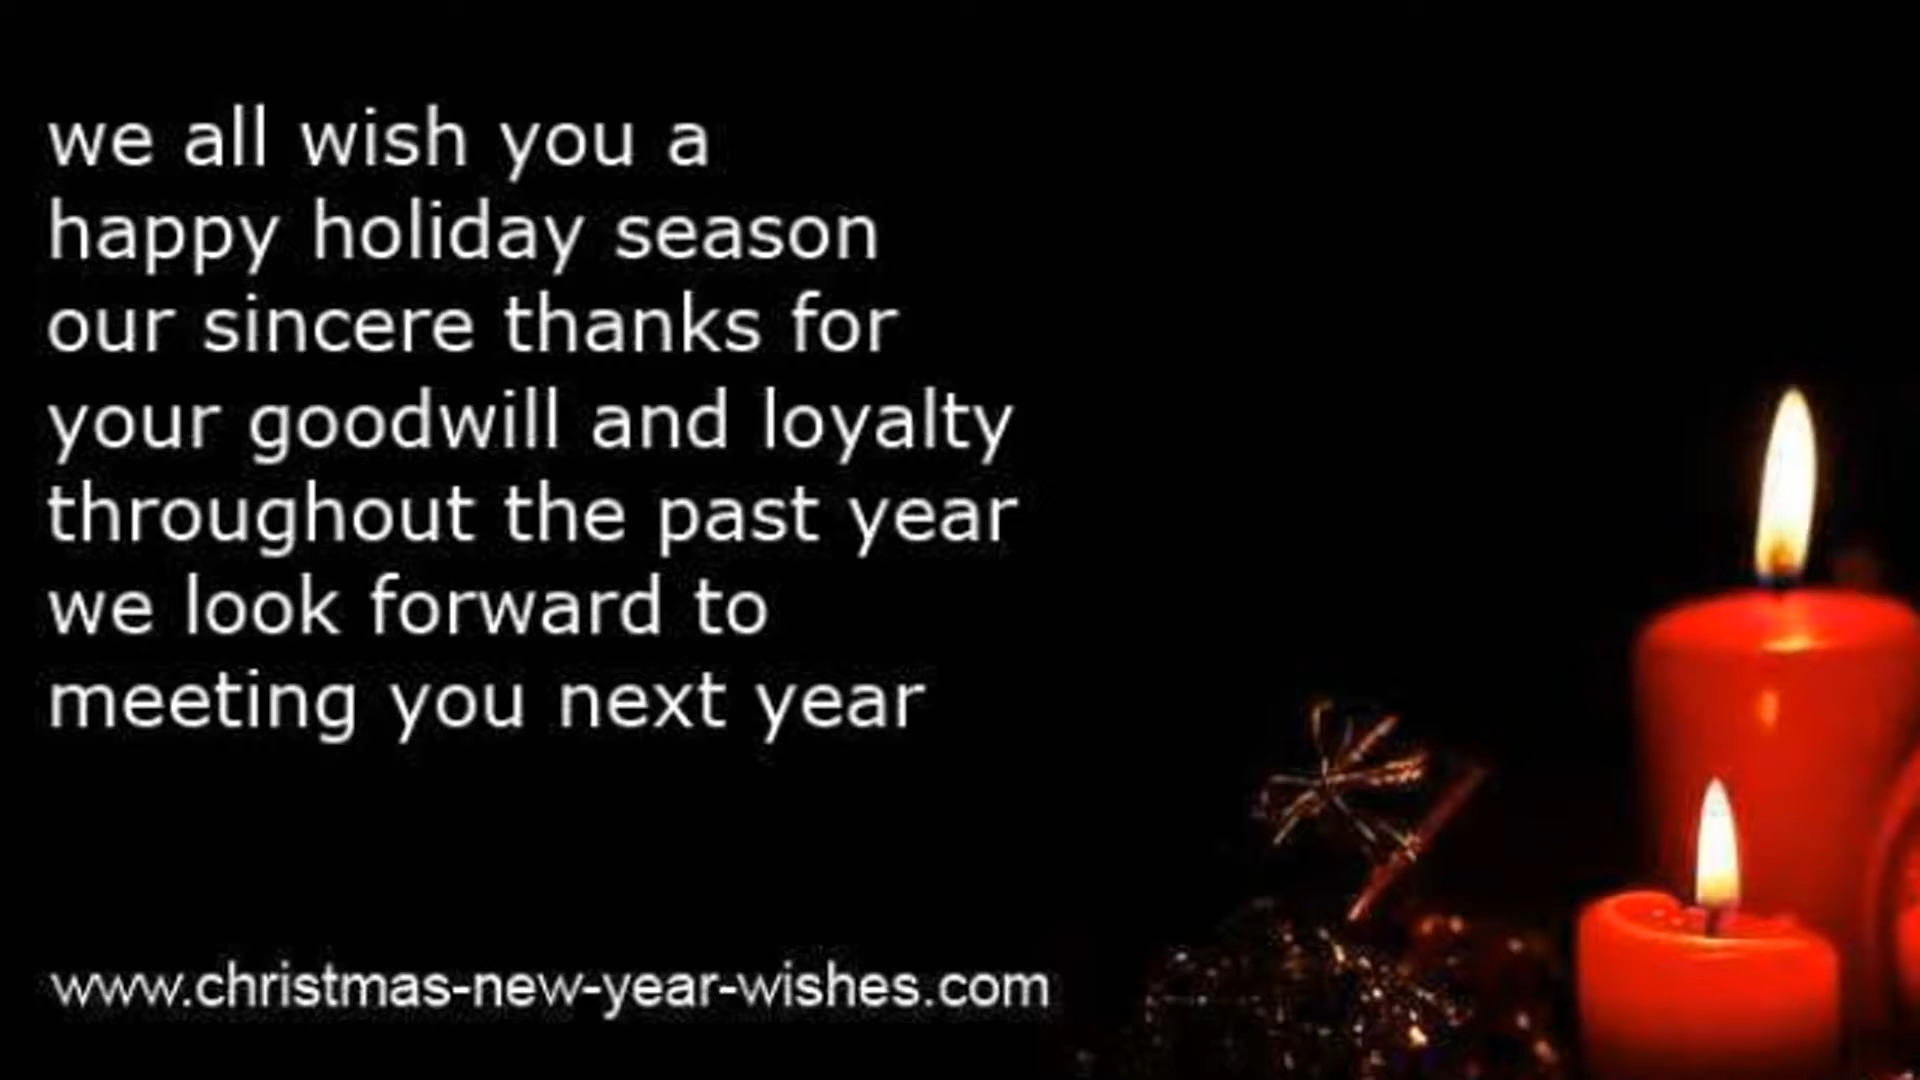 we all wish you a
happy holiday season
our sincere thanks for
your goodwill and loyalty
throughout the past year
we look forward to
meeting you next year
www.christmas-new-year-wishes.com